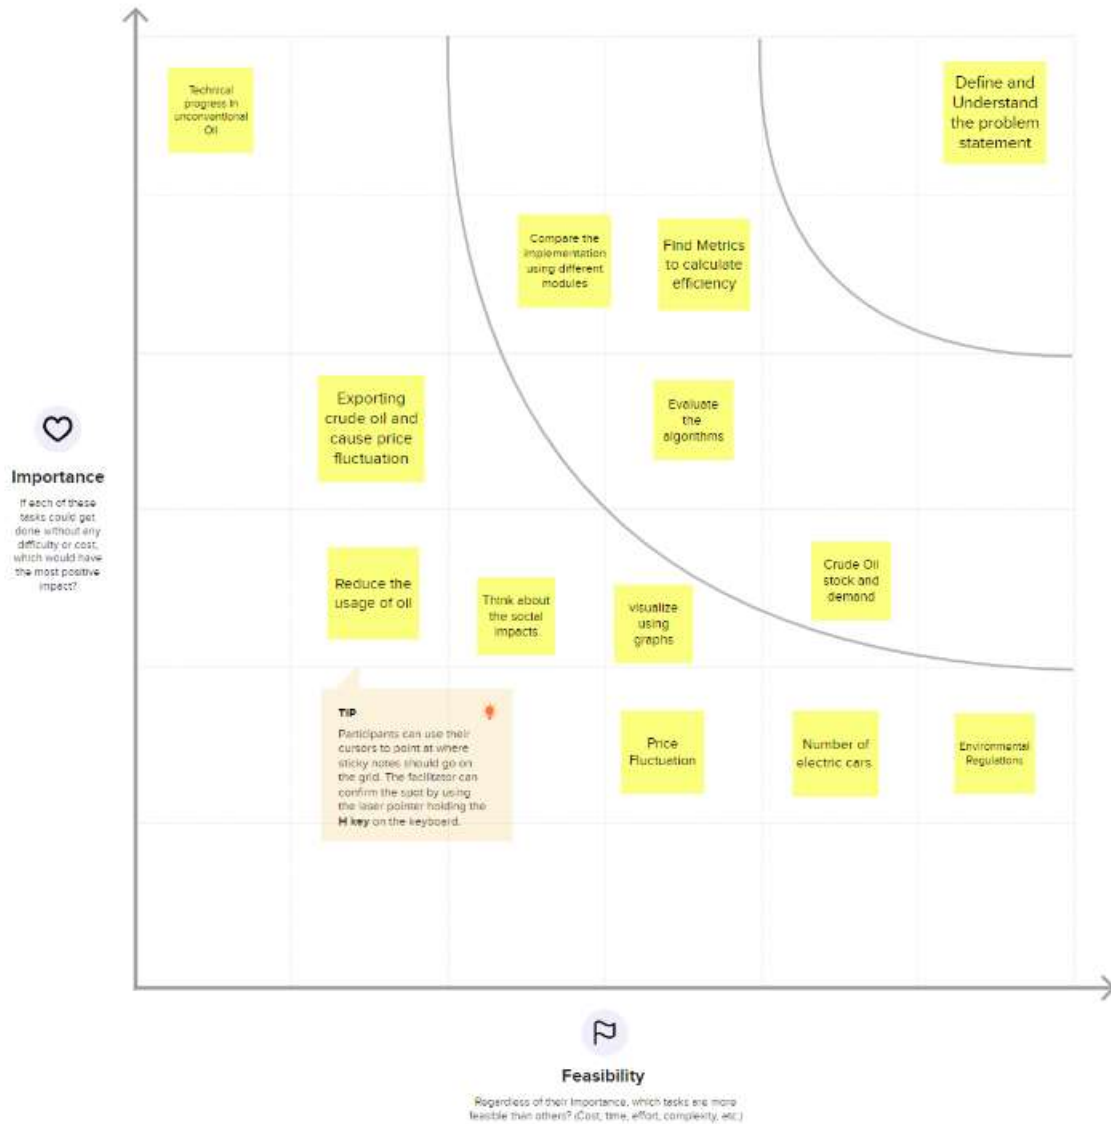 Technical
progress in
unconventional
Oil
Define and
Understand
the problem
statement
Compare the
implementation
using different
modules
Find Metrics
to calculate
efficiency
Exporting
crude oil and
cause price
fluctuation
Evaluate
the
algorithms
Importance
If each of these
tasks could get
done without any
difficulty or cost,
which would have
the most positive
impact?
Reduce the
usage of oil
Think about
the social
impacts.
visualize
using
graphs
Crude Oil
stock and
demand
TIP
Participants can use their
cursors to point at where
sticky notes should go on
the grid. The facilitator can
confirm the spot by using
the laser pointer holding the
H key on the keyboard.
Price
Fluctuation
Number of
electric cars
Environmental
Regulations
Feasibility
Regardless of their importance, which tasks are more
feasible than others? (Cost, time, effort, complexity, etc.)